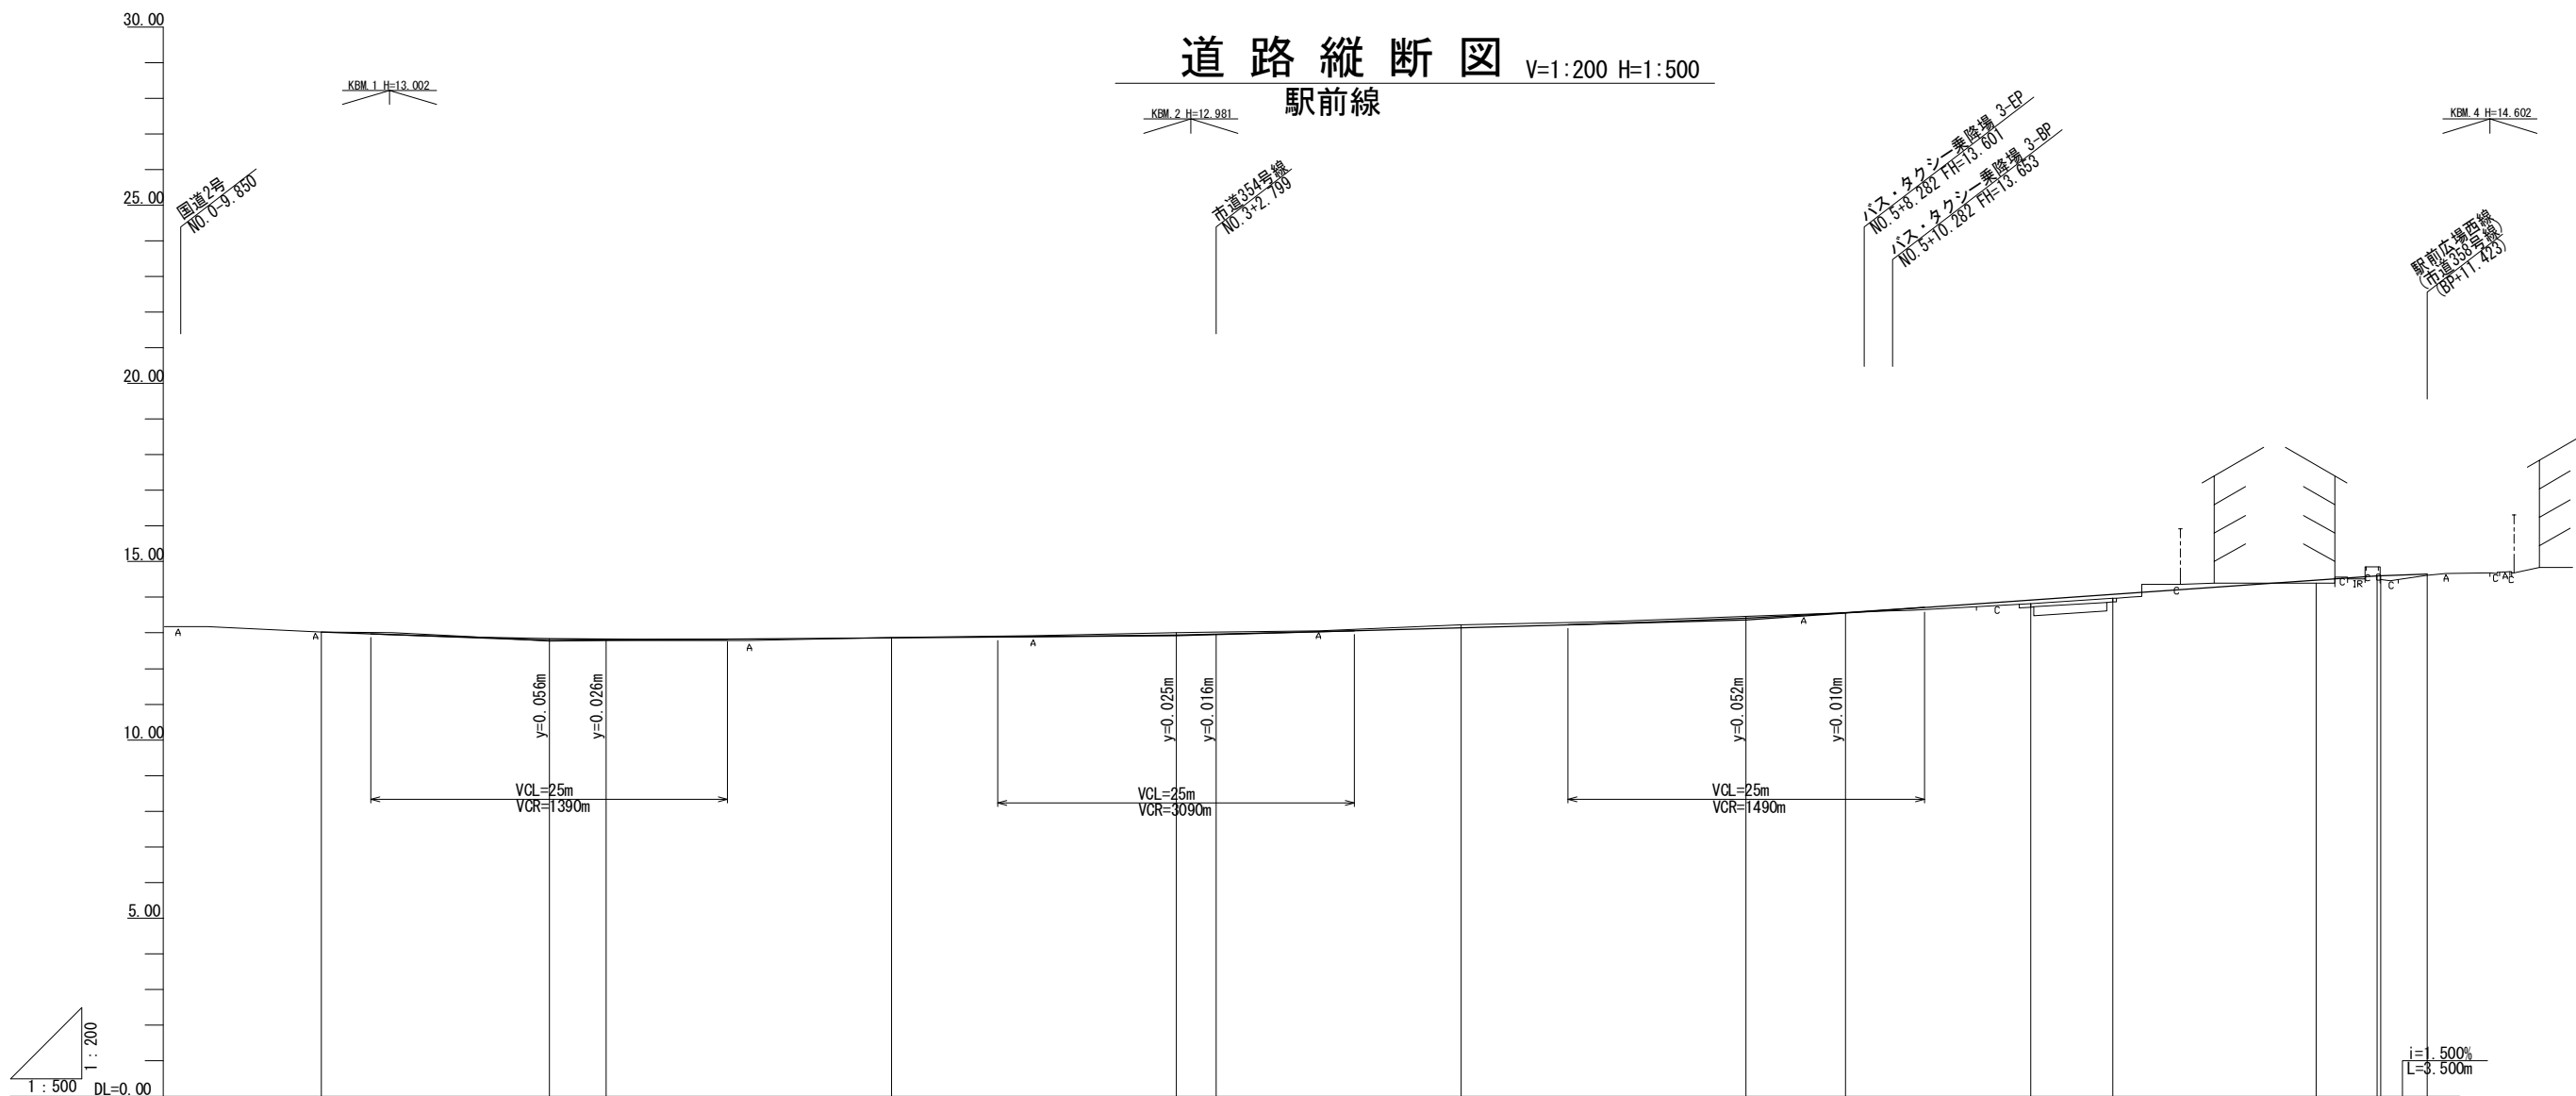 道路縦断図 V=1:200 H=1:500
駅前線
30.00
25.00
20.00
15.00
10.00
5.00
DL=0.00
1:500
1:200
KBM.1 H=13.002
KBM.2 H=12.981
KBM.4 H=14.602
国道2号
NO.0-9.850
市道354号線
NO.3+2.799
バス・タクシー乗降場 3-EP
NO.5+8.282 FH=13.601
バス・タクシー乗降場 3-BP
NO.5+10.282 FH=13.653
駅前広場西線
(市道358号線)
(BP+11.423)
A
A
A
A
A
A
C
C
C
IR
C
C
C
A
C
A
C
y=0.056m
y=0.026m
y=0.025m
y=0.016m
y=0.052m
y=0.010m
VCL=25m
VCR=1390m
VCL=25m
VCR=3090m
VCL=25m
VCR=1490m
i=1.500%
L=3.500m